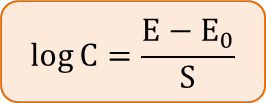 log C = (E − E₀) / S